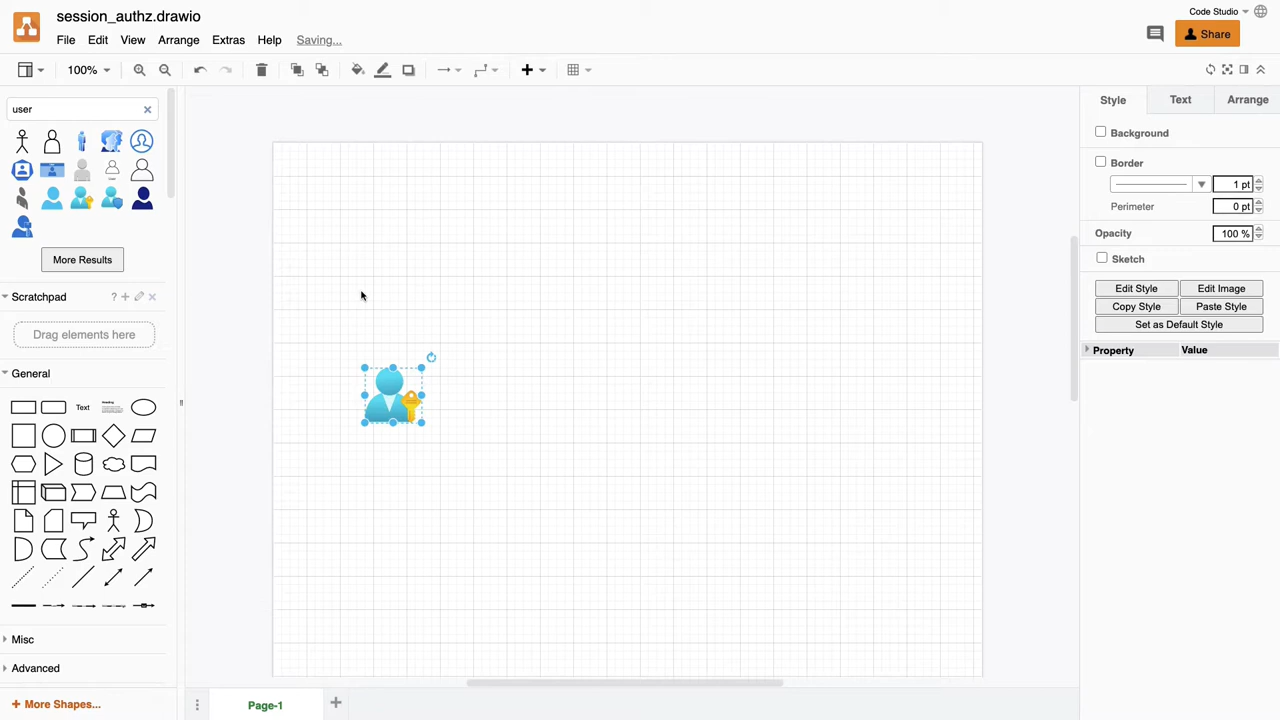 session_authz.drawio
Code Studio
File Edit View Arrange Extras Help Saving...
Share
100%
user
Style Text Arrange
Background
Border
1 pt
Perimeter 0 pt
Opacity 100 %
Sketch
Edit Style Edit Image
Copy Style Paste Style
Set as Default Style
Property Value
More Results
Scratchpad ?
Drag elements here
General
Text
Heading
Misc
Advanced
+ More Shapes...
Page-1